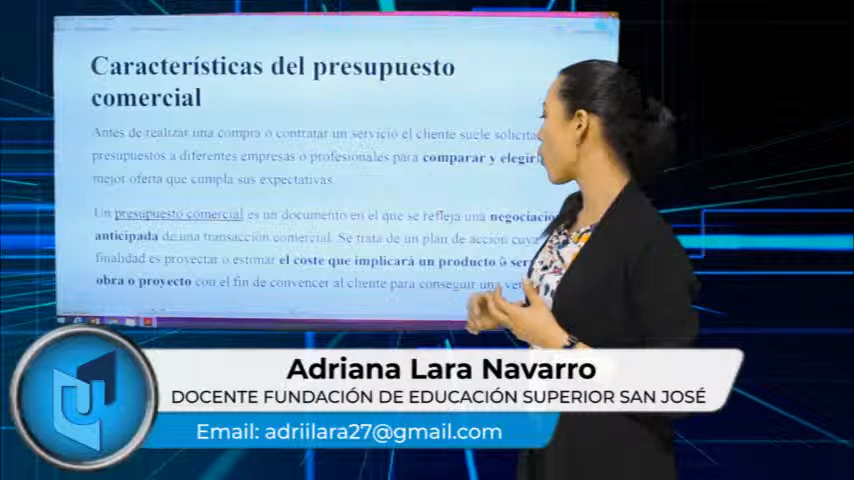 Características del presupuesto
comercial
Antes de realizar una compra o contratar un servicio el cliente suele solicita
presupuestos a diferentes empresas o profesionales para comparar y elegir
mejor oferta que cumpla sus expectativas
Un presupuesto comercial es un documento en el que se refleja una negociación
anticipada de una transacción comercial. Se trata de un plan de acción cuya
finalidad es proyectar o estimar el coste que implicará un producto o ser
obra o proyecto con el fin de convencer al cliente para conseguir una ve
Adriana Lara Navarro
DOCENTE FUNDACIÓN DE EDUCACIÓN SUPERIOR SAN JOSÉ
Email: adriilara27@gmail.com